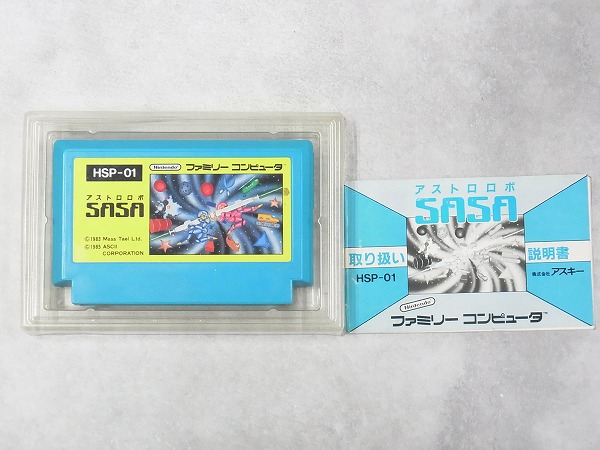 HSP-01
Nintendo ファミリー コンピュータ
アストロロボ
SASA
©1983 Mass Tael Ltd.
©1985 ASCII
CORPORATION
アストロロボ
SASA
取り扱い
説明書
HSP-01
株式会社 アスキー
Nintendo
ファミリー コンピュータ™